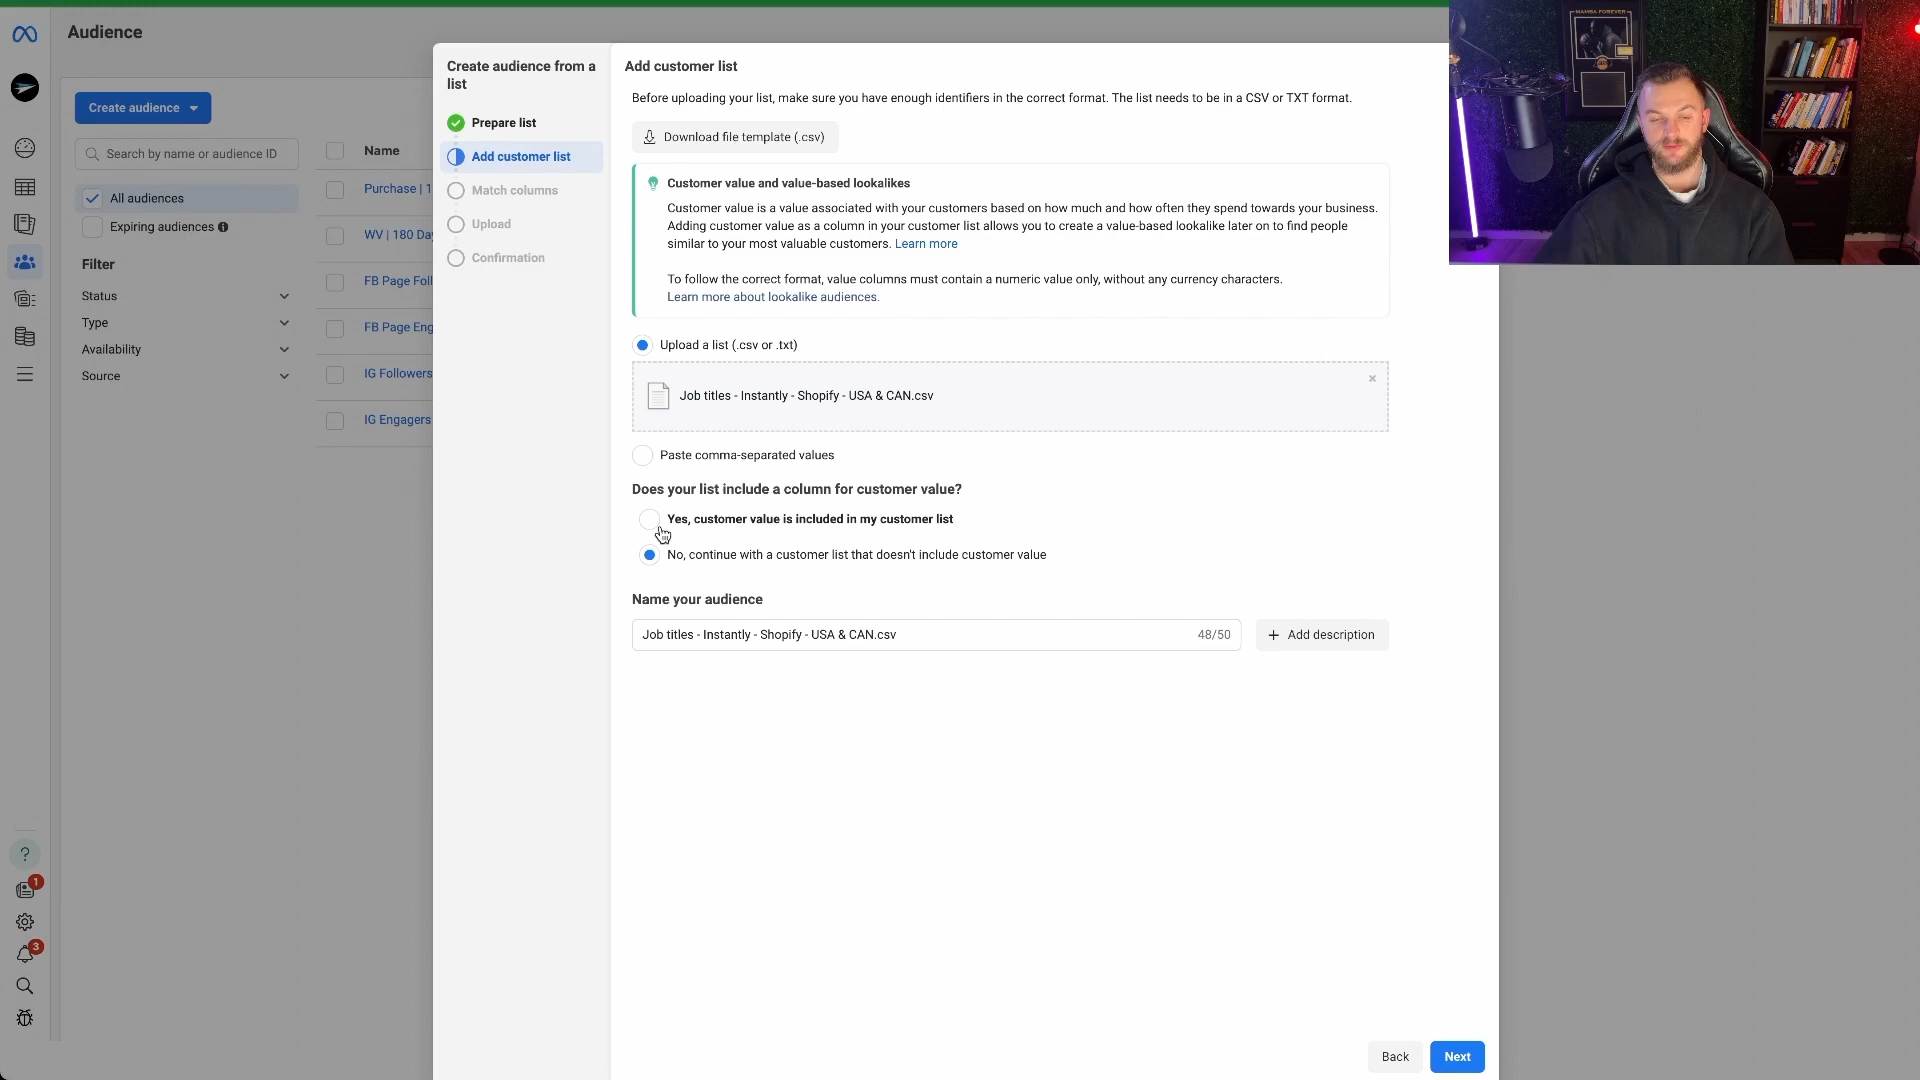 Audience
Create audience
Search by name or audience ID
All audiences
Expiring audiences
Filter
Status
Type
Availability
Source
Name
Purchase | 1
WV | 180 Day
FB Page Foll
FB Page Eng
IG Followers
IG Engagers
?
1
3
Create audience from a
list
Prepare list
Add customer list
Match columns
Upload
Confirmation
Add customer list
Before uploading your list, make sure you have enough identifiers in the correct format. The list needs to be in a CSV or TXT format.
Download file template (.csv)
Customer value and value-based lookalikes
Customer value is a value associated with your customers based on how much and how often they spend towards your business.
Adding customer value as a column in your customer list allows you to create a value-based lookalike later on to find people
similar to your most valuable customers. Learn more
To follow the correct format, value columns must contain a numeric value only, without any currency characters.
Learn more about lookalike audiences.
Upload a list (.csv or .txt)
Job titles - Instantly - Shopify - USA & CAN.csv
Paste comma-separated values
Does your list include a column for customer value?
Yes, customer value is included in my customer list
No, continue with a customer list that doesn't include customer value
Name your audience
Job titles - Instantly - Shopify - USA & CAN.csv
48/50
+ Add description
Back
Next
MAMBA FOREVER